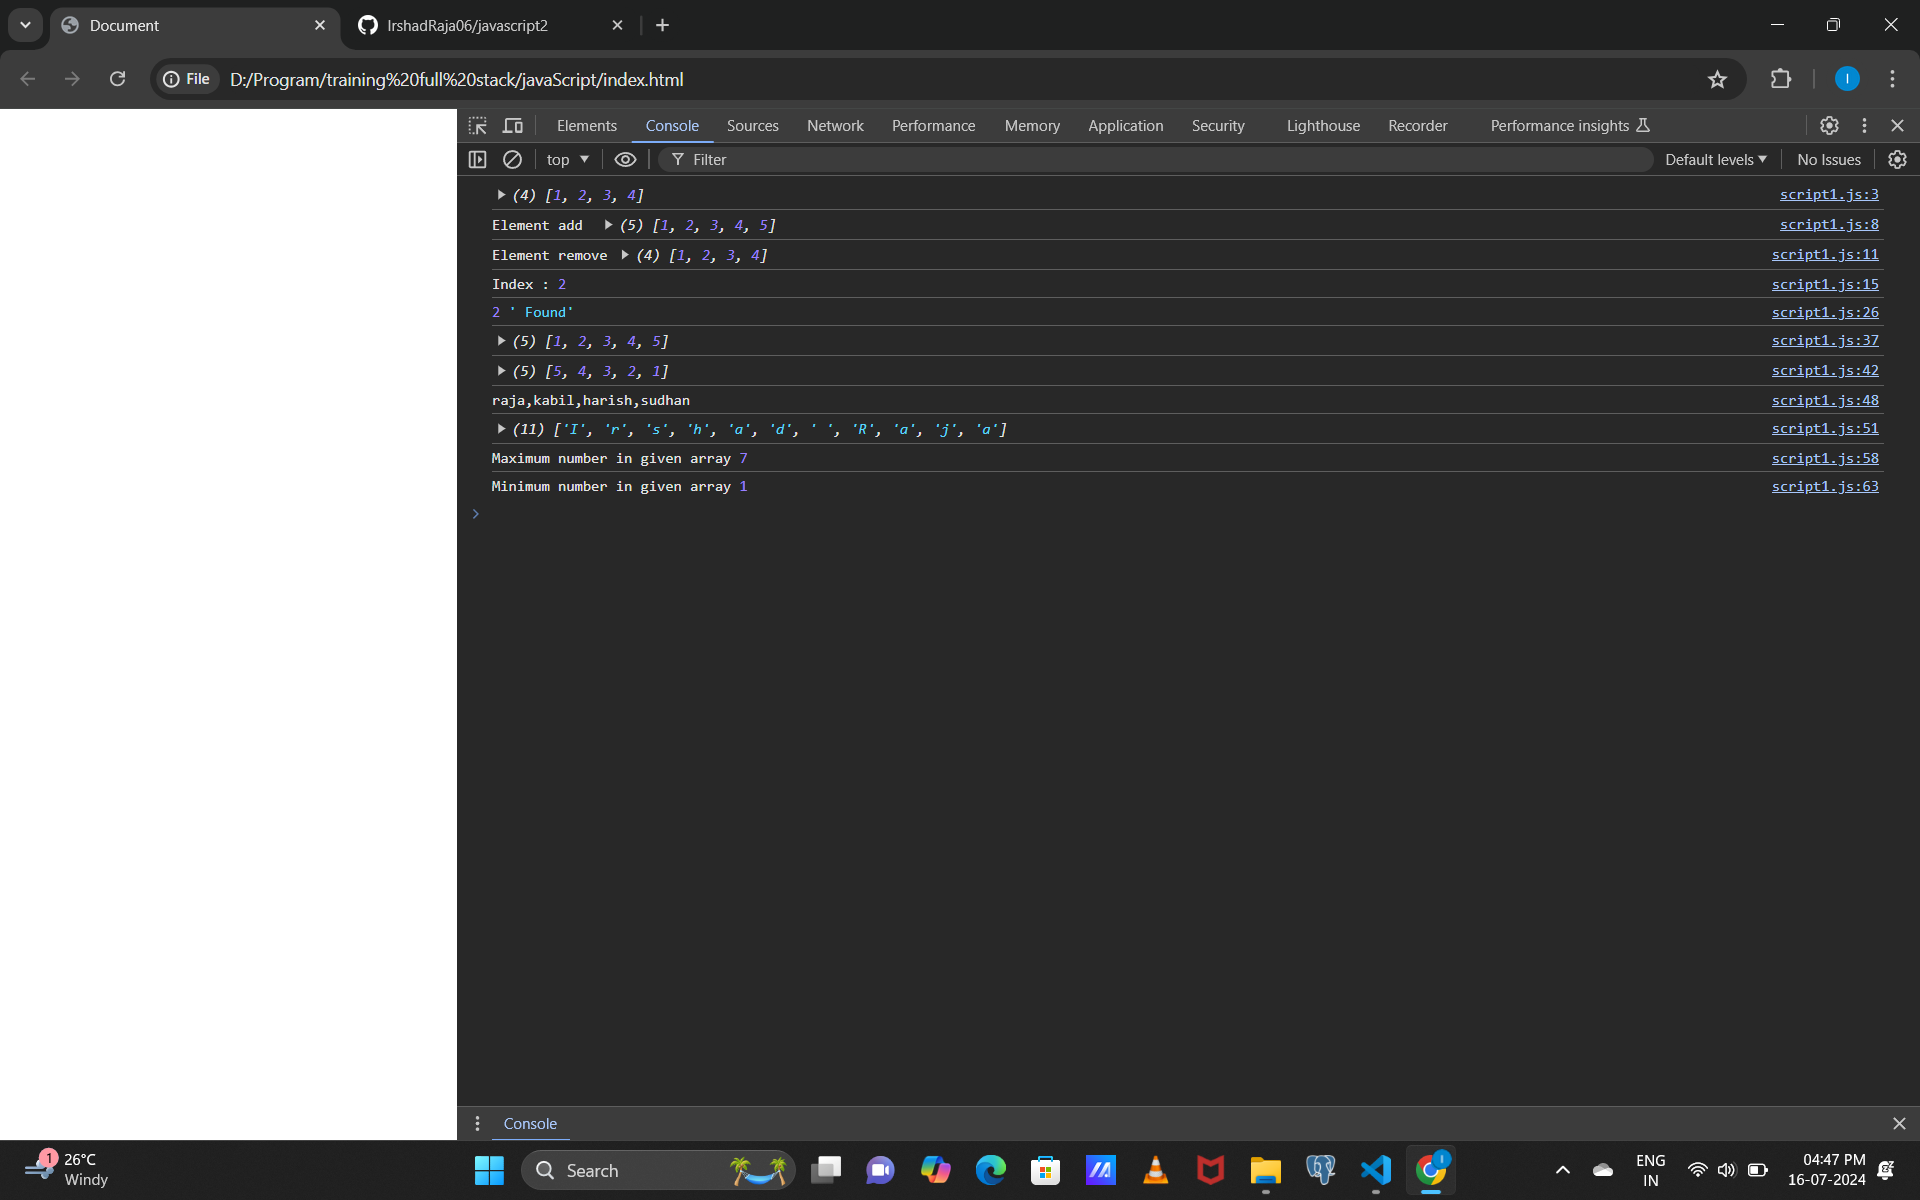 Document
IrshadRaja06/javascript2
File
D:/Program/training%20full%20stack/javaScript/index.html
I
Elements Console Sources Network Performance Memory Application Security Lighthouse Recorder Performance insights
top Filter Default levels No Issues
(4) [1, 2, 3, 4] script1.js:3
Element add (5) [1, 2, 3, 4, 5] script1.js:8
Element remove (4) [1, 2, 3, 4] script1.js:11
Index : 2 script1.js:15
2 ' Found' script1.js:26
(5) [1, 2, 3, 4, 5] script1.js:37
(5) [5, 4, 3, 2, 1] script1.js:42
raja,kabil,harish,sudhan script1.js:48
(11) ['I', 'r', 's', 'h', 'a', 'd', ' ', 'R', 'a', 'j', 'a'] script1.js:51
Maximum number in given array 7 script1.js:58
Minimum number in given array 1 script1.js:63
Console
1
26°C
Windy
Search
I
ENG
IN
04:47 PM
16-07-2024